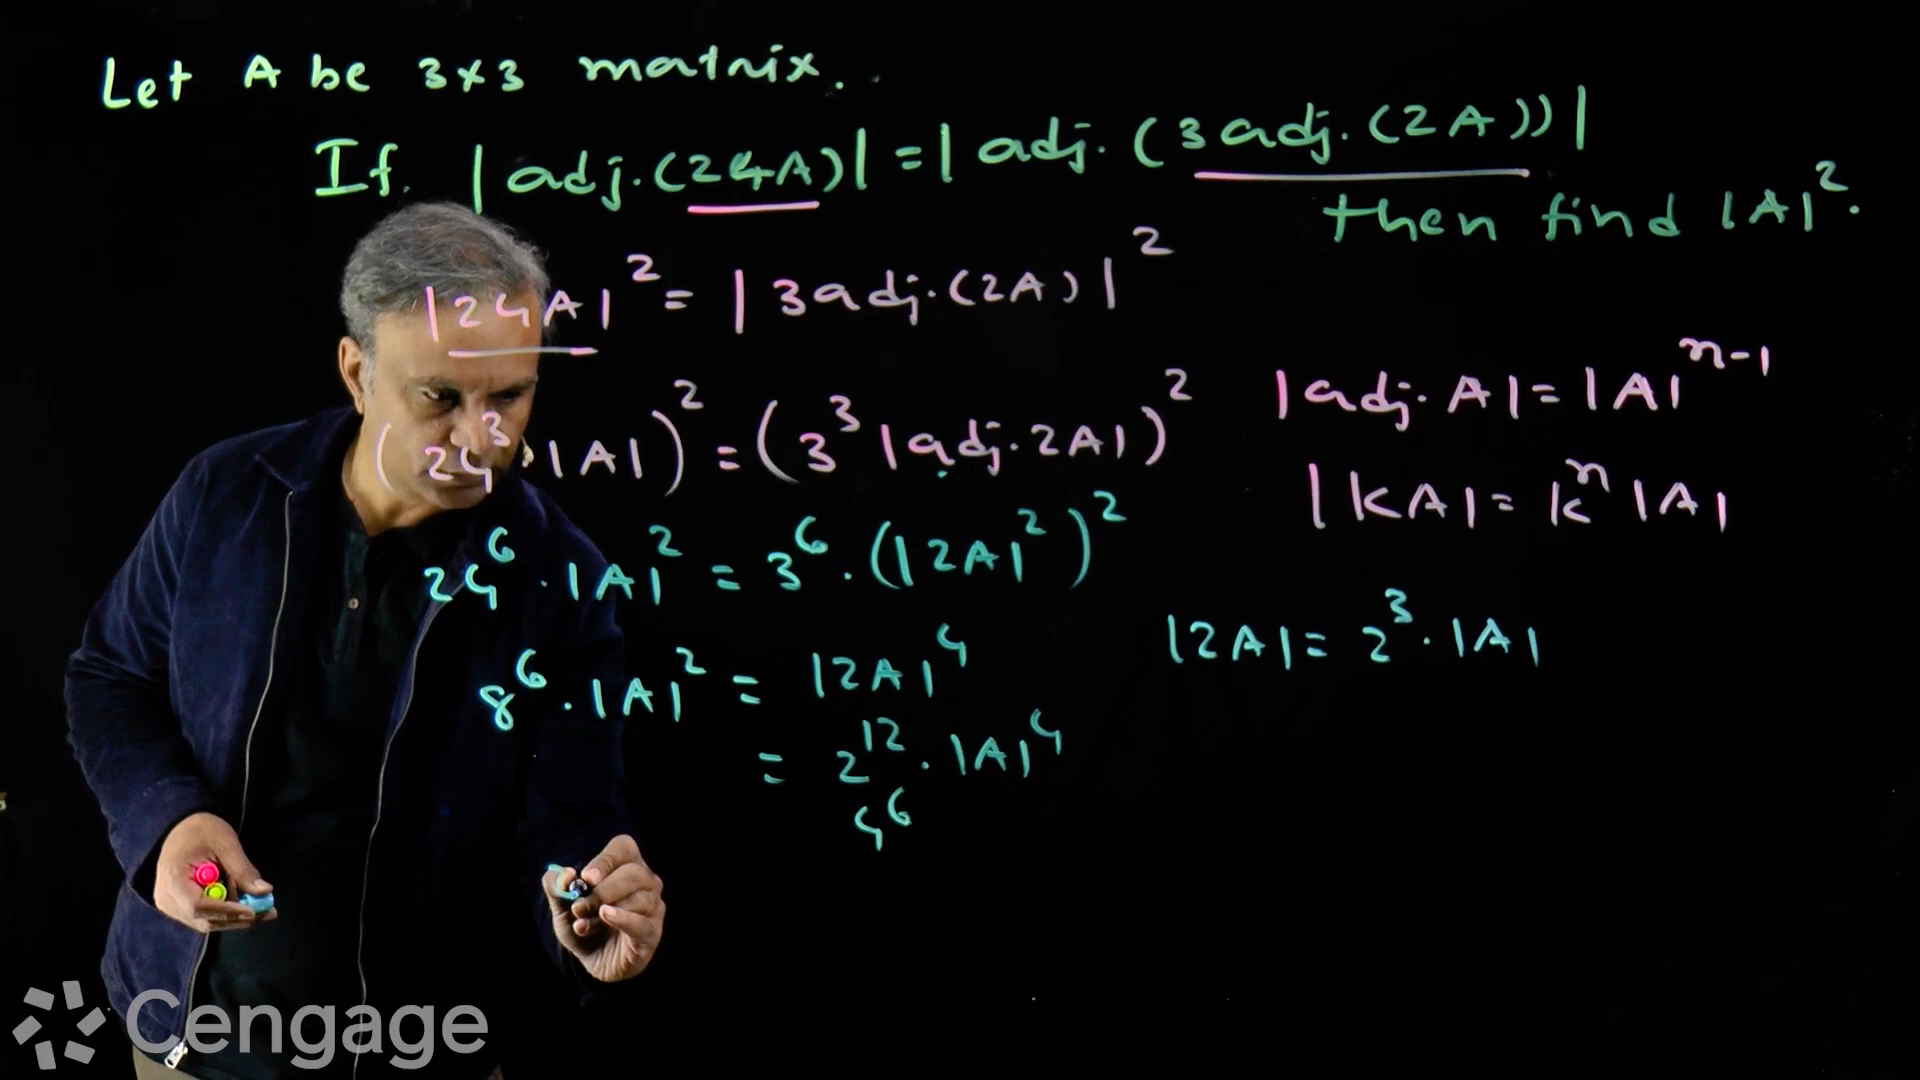 Let A be 3×3 matrix.
If |adj.(24A)| = |adj.(3adj.(2A))|
then find |A|².
|24A|² = |3adj.(2A)|²
|adj.A| = |A|ⁿ⁻¹
(24³·|A|)² = (3³|adj.2A|)²
|KA| = Kⁿ|A|
24⁶·|A|² = 3⁶·(|2A|²)²
|2A| = 2³·|A|
8⁶·|A|² = |2A|⁴
= 2¹²·|A|⁴
4⁶
Cengage